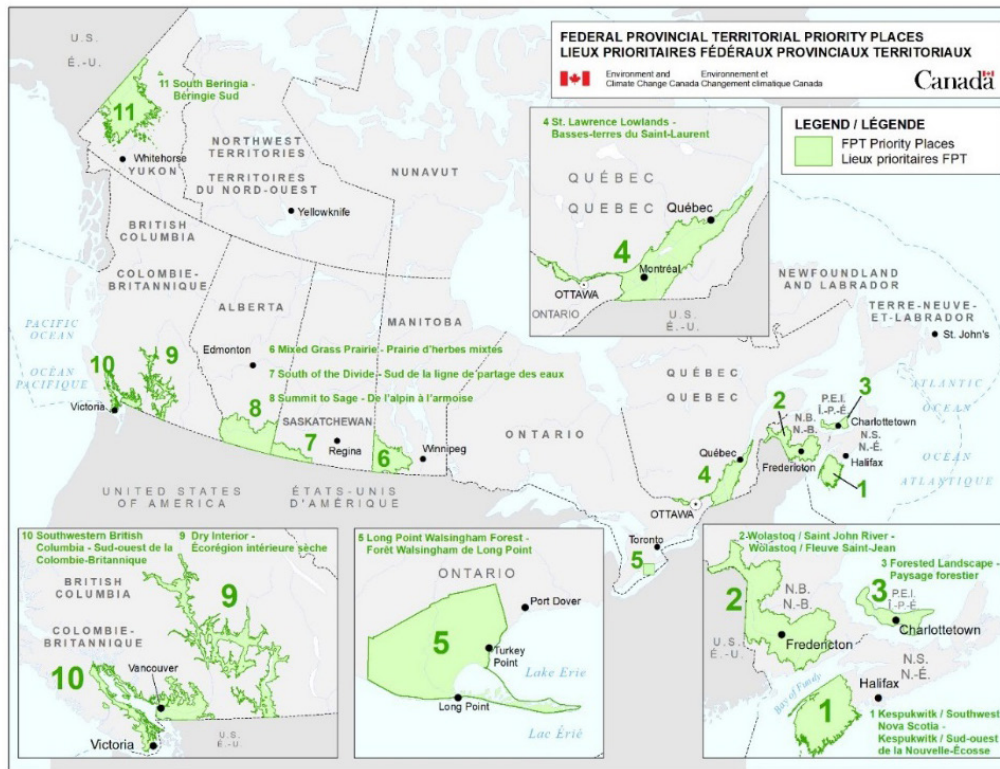 FEDERAL PROVINCIAL TERRITORIAL PRIORITY PLACES
LIEUX PRIORITAIRES FÉDÉRAUX PROVINCIAUX TERRITORIAUX
Environment and
Climate Change Canada
Environnement et
Changement climatique Canada
Canada
LEGEND / LÉGENDE
FPT Priority Places
Lieux prioritaires FPT
U.S.
É.-U.
11 South Beringia -
Béringie Sud
11
Whitehorse
YUKON
NORTHWEST
TERRITORIES
TERRITOIRES
DU NORD-OUEST
Yellowknife
NUNAVUT
BRITISH
COLUMBIA
COLOMBIE-
BRITANNIQUE
ALBERTA
MANITOBA
Edmonton
PACIFIC
OCEAN
OCÉAN
PACIFIQUE
10
9
Victoria
6 Mixed Grass Prairie - Prairie d'herbes mixtes
7 South of the Divide - Sud de la ligne de partage des eaux
8 Summit to Sage - De l'alpin à l'armoise
8
SASKATCHEWAN
7
Regina
6
Winnipeg
ONTARIO
UNITED STATES
OF AMERICA
ÉTATS-UNIS
D'AMÉRIQUE
4 St. Lawrence Lowlands -
Basses-terres du Saint-Laurent
QUÉBEC
QUEBEC
Québec
4
Montréal
OTTAWA
ONTARIO
U.S.
É.-U.
NEWFOUNDLAND
AND LABRADOR
TERRE-NEUVE-
ET-LABRADOR
St. John's
ATLANTIC
OCEAN
OCÉAN
ATLANTIQUE
QUÉBEC
QUEBEC
2
P.E.I.
Î.-P.-É.
3
Charlottetown
N.B.
N.-B.
N.S.
N.-É.
Québec
4
Fredericton
Halifax
1
OTTAWA
Toronto
5
10 Southwestern British
Columbia - Sud-ouest de la
Colombie-Britannique
9 Dry Interior -
Écorégion intérieure sèche
BRITISH
COLUMBIA
9
COLOMBIE-
BRITANNIQUE
10
Vancouver
Victoria
U.S.
É.-U.
5 Long Point Walsingham Forest -
Forêt Walsingham de Long Point
ONTARIO
Port Dover
5
Turkey
Point
Lake Erie
Long Point
Lac Érié
2 Wolastoq / Saint John River -
Wolastoq / Fleuve Saint-Jean
3 Forested Landscape -
Paysage forestier
2
N.B.
N.-B.
3
P.E.I.
Î.-P.-É
Charlottetown
U.S.
É.-U.
Fredericton
N.S.
N.-É.
Bay of Fundy
Halifax
1
1 Kespukwitk / Southwest
Nova Scotia -
Kespukwitk / Sud-ouest
de la Nouvelle-Écosse